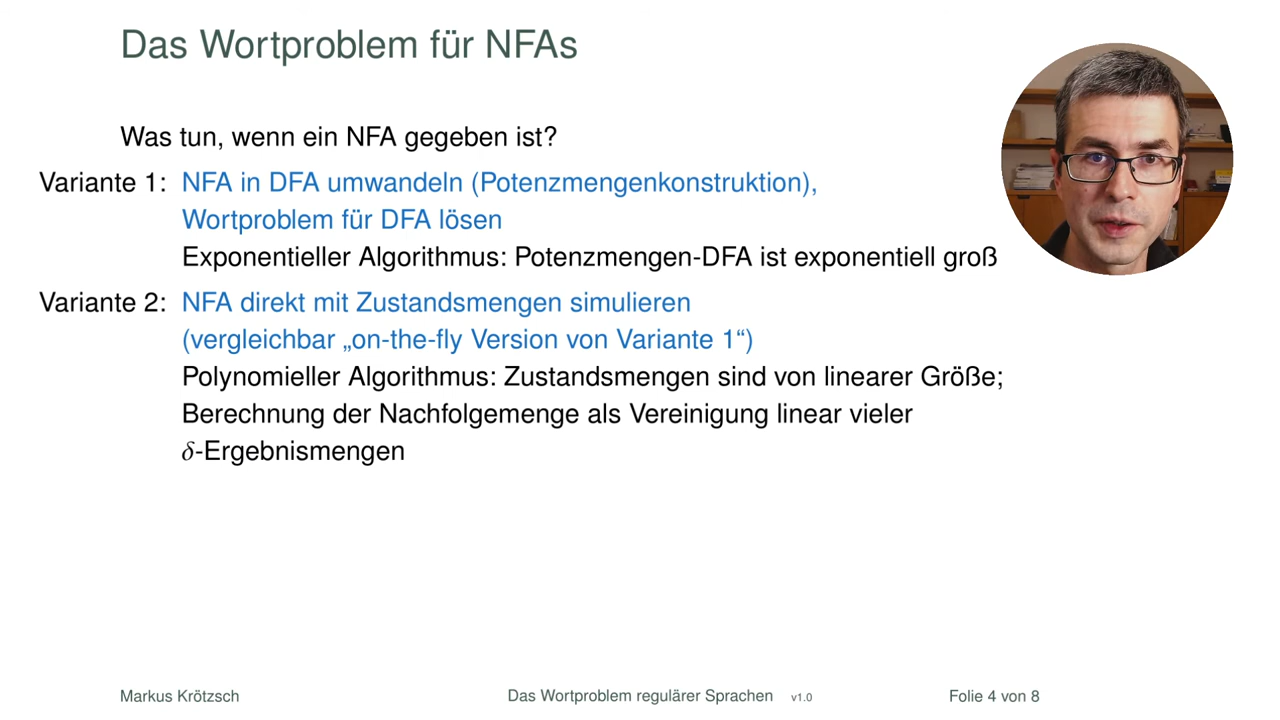 Das Wortproblem für NFAs
Was tun, wenn ein NFA gegeben ist?
Variante 1: NFA in DFA umwandeln (Potenzmengenkonstruktion),
Wortproblem für DFA lösen
Exponentieller Algorithmus: Potenzmengen-DFA ist exponentiell groß
Variante 2: NFA direkt mit Zustandsmengen simulieren
(vergleichbar „on-the-fly Version von Variante 1“)
Polynomieller Algorithmus: Zustandsmengen sind von linearer Größe;
Berechnung der Nachfolgemenge als Vereinigung linear vieler
δ-Ergebnismengen
Markus Krötzsch Das Wortproblem regulärer Sprachen v1.0 Folie 4 von 8